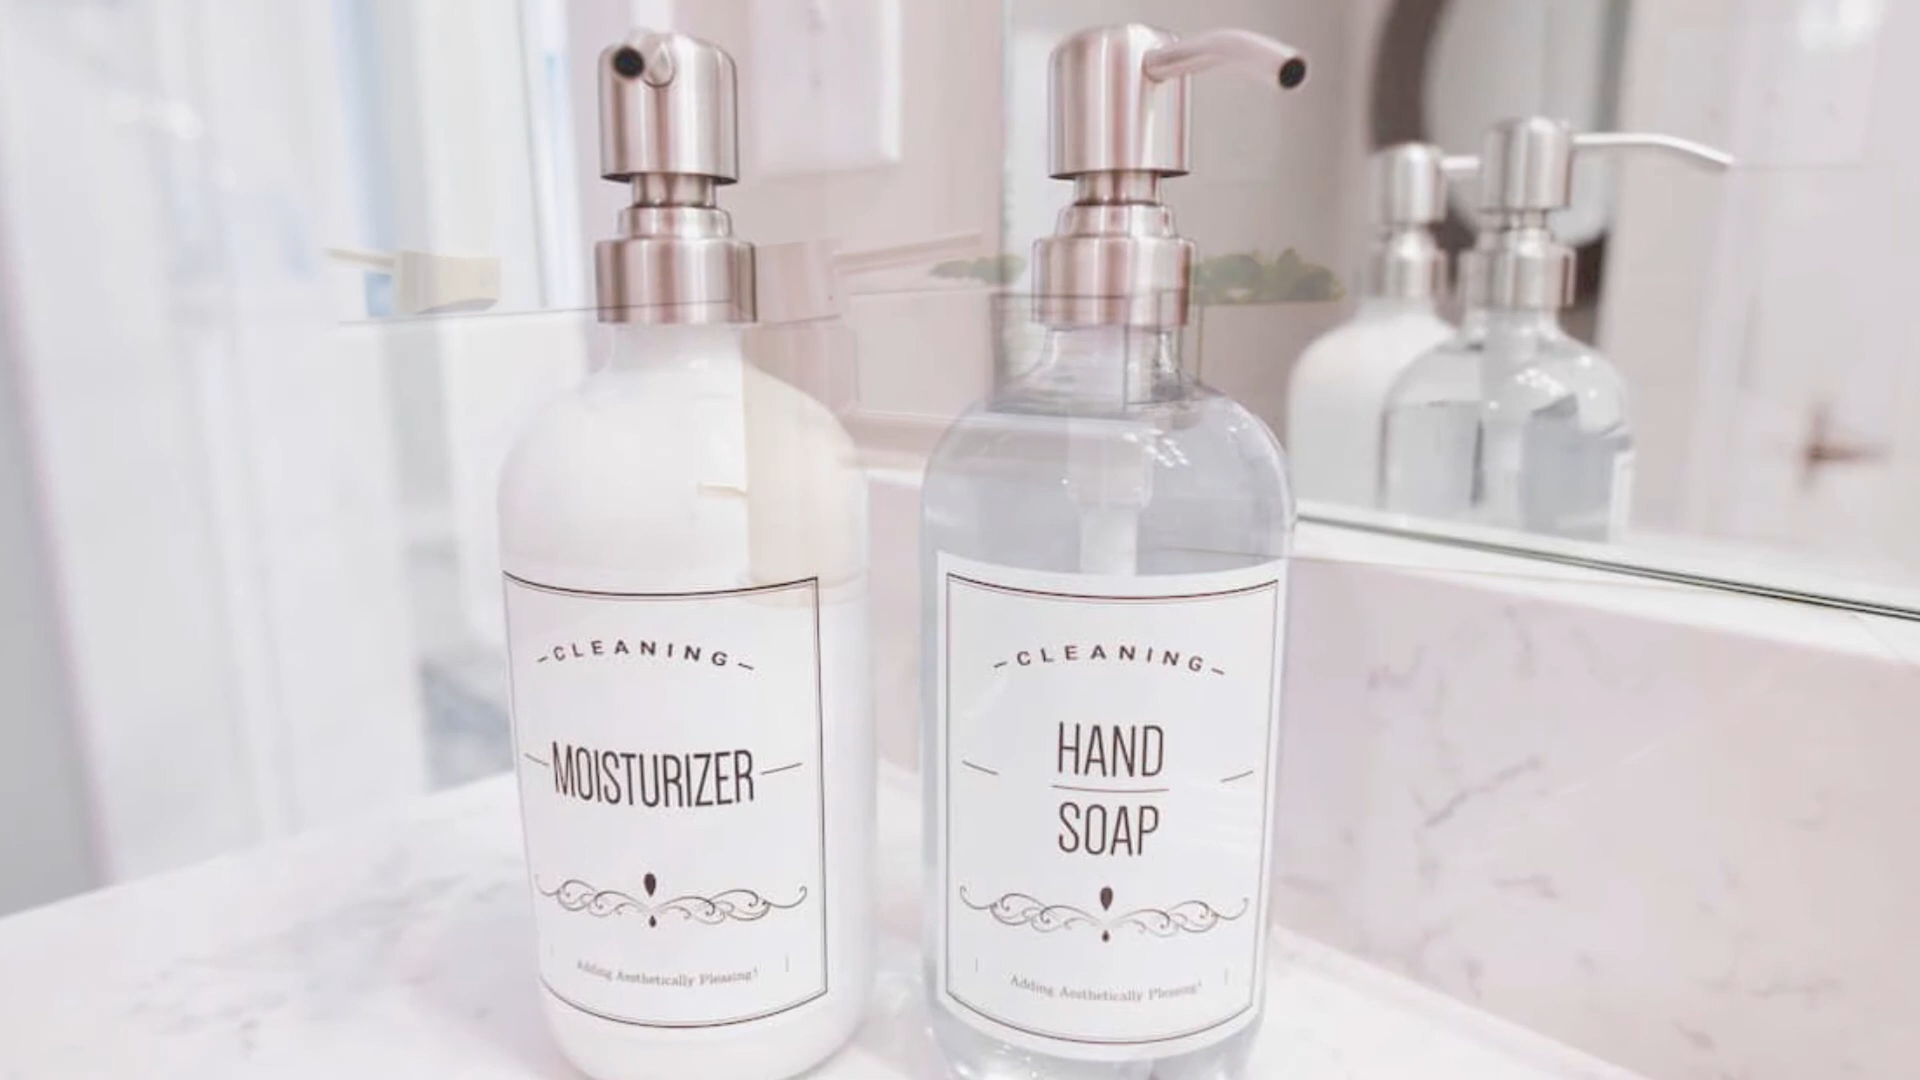 -CLEANING-
MOISTURIZER
Adding Aesthetically Pleasing!
-CLEANING-
HAND
SOAP
Adding Aesthetically Pleasing!